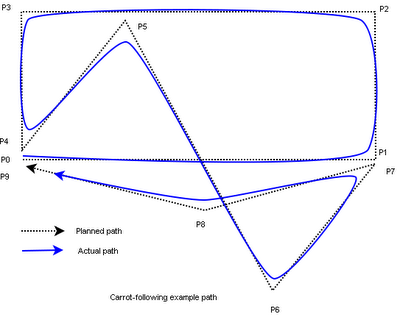 P3
P2
P5
P4
P0
P1
P9
P7
P8
Planned path
Actual path
Carrot-following example path
P6